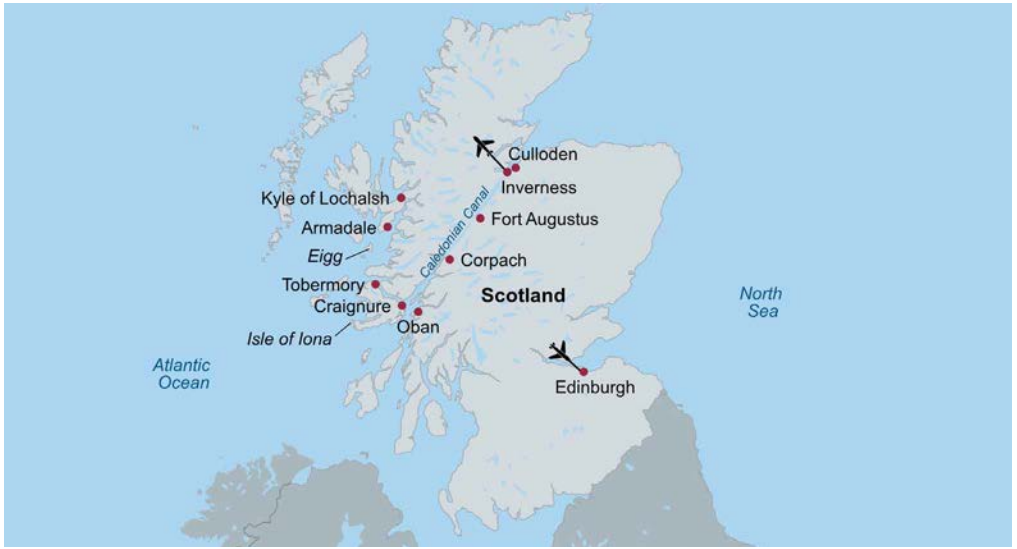 Culloden
Inverness
Kyle of Lochalsh
Caledonian Canal
Fort Augustus
Armadale
Eigg
Corpach
Tobermory
Scotland
Craignure
Oban
Isle of Iona
North
Sea
Atlantic
Ocean
Edinburgh